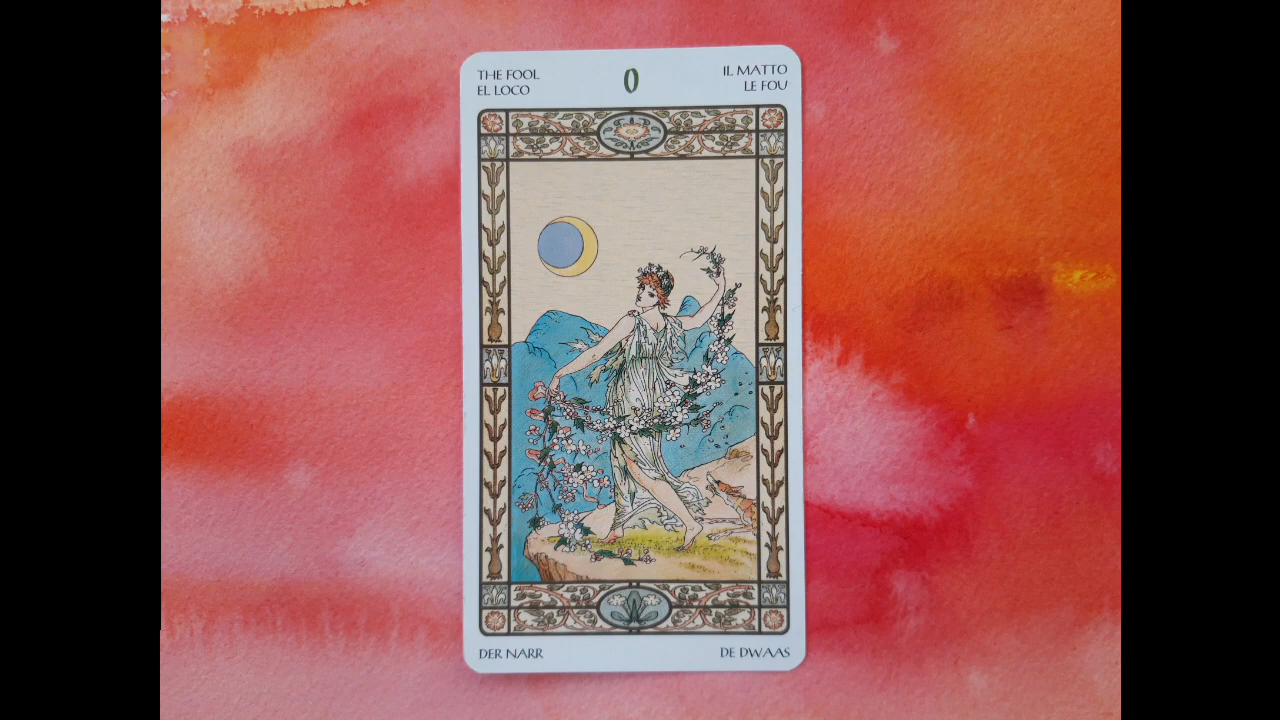 THE FOOL
EL LOCO
0
IL MATTO
LE FOU
DER NARR
DE DWAAS